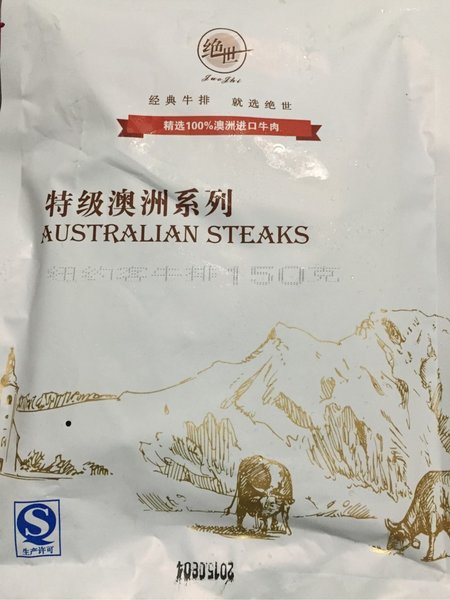 绝世
JueShi
经典牛排 就选绝世
精选100%澳洲进口牛肉
特级澳洲系列
AUSTRALIAN STEAKS
纽约客牛排150克
生产许可
20150804